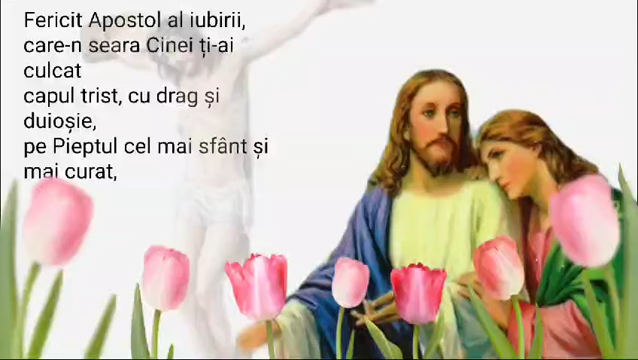 Fericit Apostol al iubirii,
care-n seara Cinei ți-ai
culcat
capul trist, cu drag și
duioșie,
pe Pieptul cel mai sfânt și
mai curat,